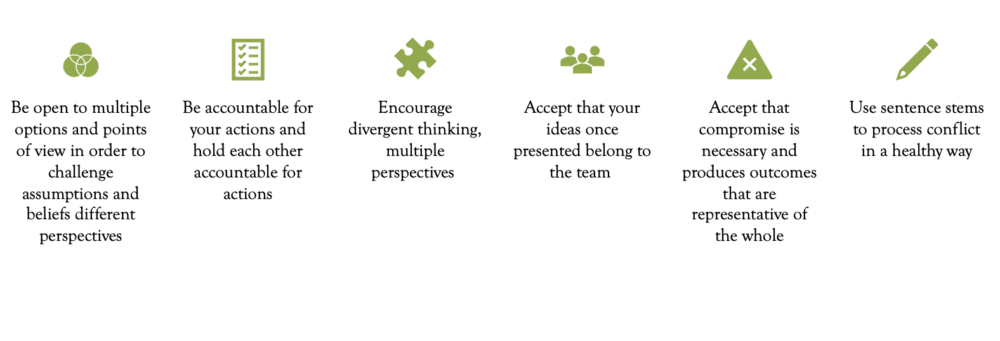 Be open to multiple
options and points
of view in order to
challenge
assumptions and
beliefs different
perspectives
Be accountable for
your actions and
hold each other
accountable for
actions
Encourage
divergent thinking,
multiple
perspectives
Accept that your
ideas once
presented belong to
the team
Accept that
compromise is
necessary and
produces outcomes
that are
representative of
the whole
Use sentence stems
to process conflict
in a healthy way